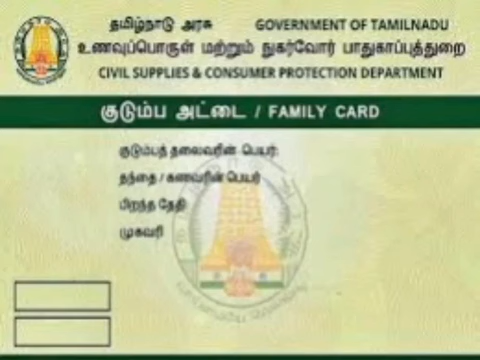 தமிழ்நாடு அரசு GOVERNMENT OF TAMILNADU
உணவுப்பொருள் மற்றும் நுகர்வோர் பாதுகாப்புத்துறை
CIVIL SUPPLIES & CONSUMER PROTECTION DEPARTMENT
குடும்ப அட்டை / FAMILY CARD
குடும்பத் தலைவரின் பெயர்:
தந்தை / கணவரின் பெயர்
பிறந்த தேதி
முகவரி